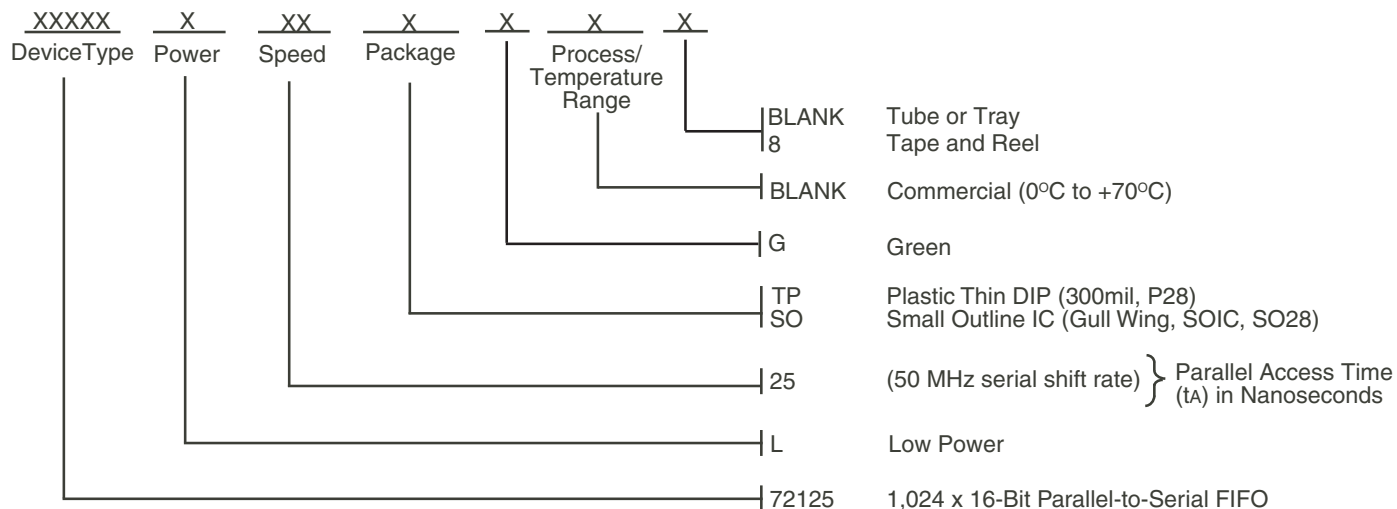 XXXXX X XX X X X X
DeviceType Power Speed Package Process/
Temperature
Range
BLANK Tube or Tray
8 Tape and Reel
BLANK Commercial (0°C to +70°C)
G Green
TP Plastic Thin DIP (300mil, P28)
SO Small Outline IC (Gull Wing, SOIC, SO28)
25 (50 MHz serial shift rate) } Parallel Access Time
(tA) in Nanoseconds
L Low Power
72125 1,024 x 16-Bit Parallel-to-Serial FIFO